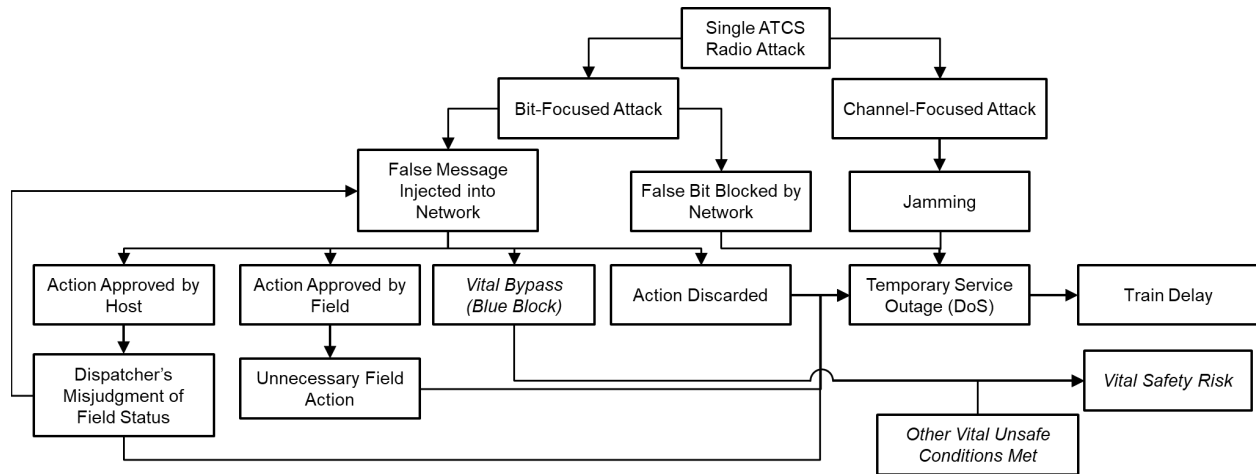 Single ATCS
Radio Attack
Bit-Focused Attack
Channel-Focused Attack
False Message
Injected into
Network
False Bit Blocked by
Network
Jamming
Action Approved by
Host
Action Approved by
Field
Vital Bypass
(Blue Block)
Action Discarded
Temporary Service
Outage (DoS)
Train Delay
Dispatcher's
Misjudgment of
Field Status
Unnecessary Field
Action
Vital Safety Risk
Other Vital Unsafe
Conditions Met